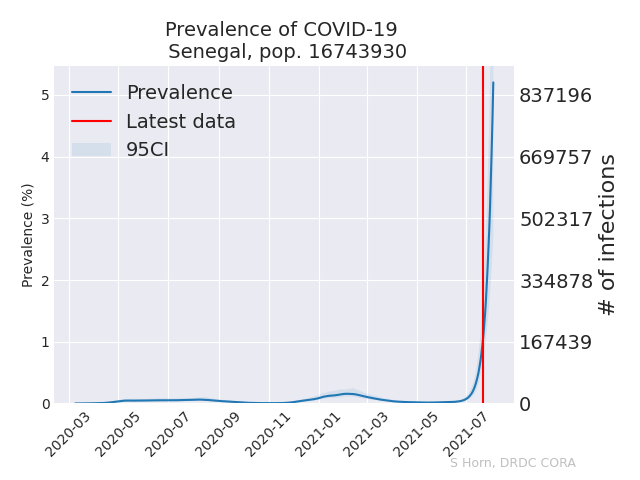 Prevalence of COVID-19
Senegal, pop. 16743930
Prevalence
Latest data
95CI
Prevalence (%)
5
4
3
2
1
0
837196
669757
502317
334878
167439
0
# of infections
2020-03
2020-05
2020-07
2020-09
2020-11
2021-01
2021-03
2021-05
2021-07
S Horn, DRDC CORA